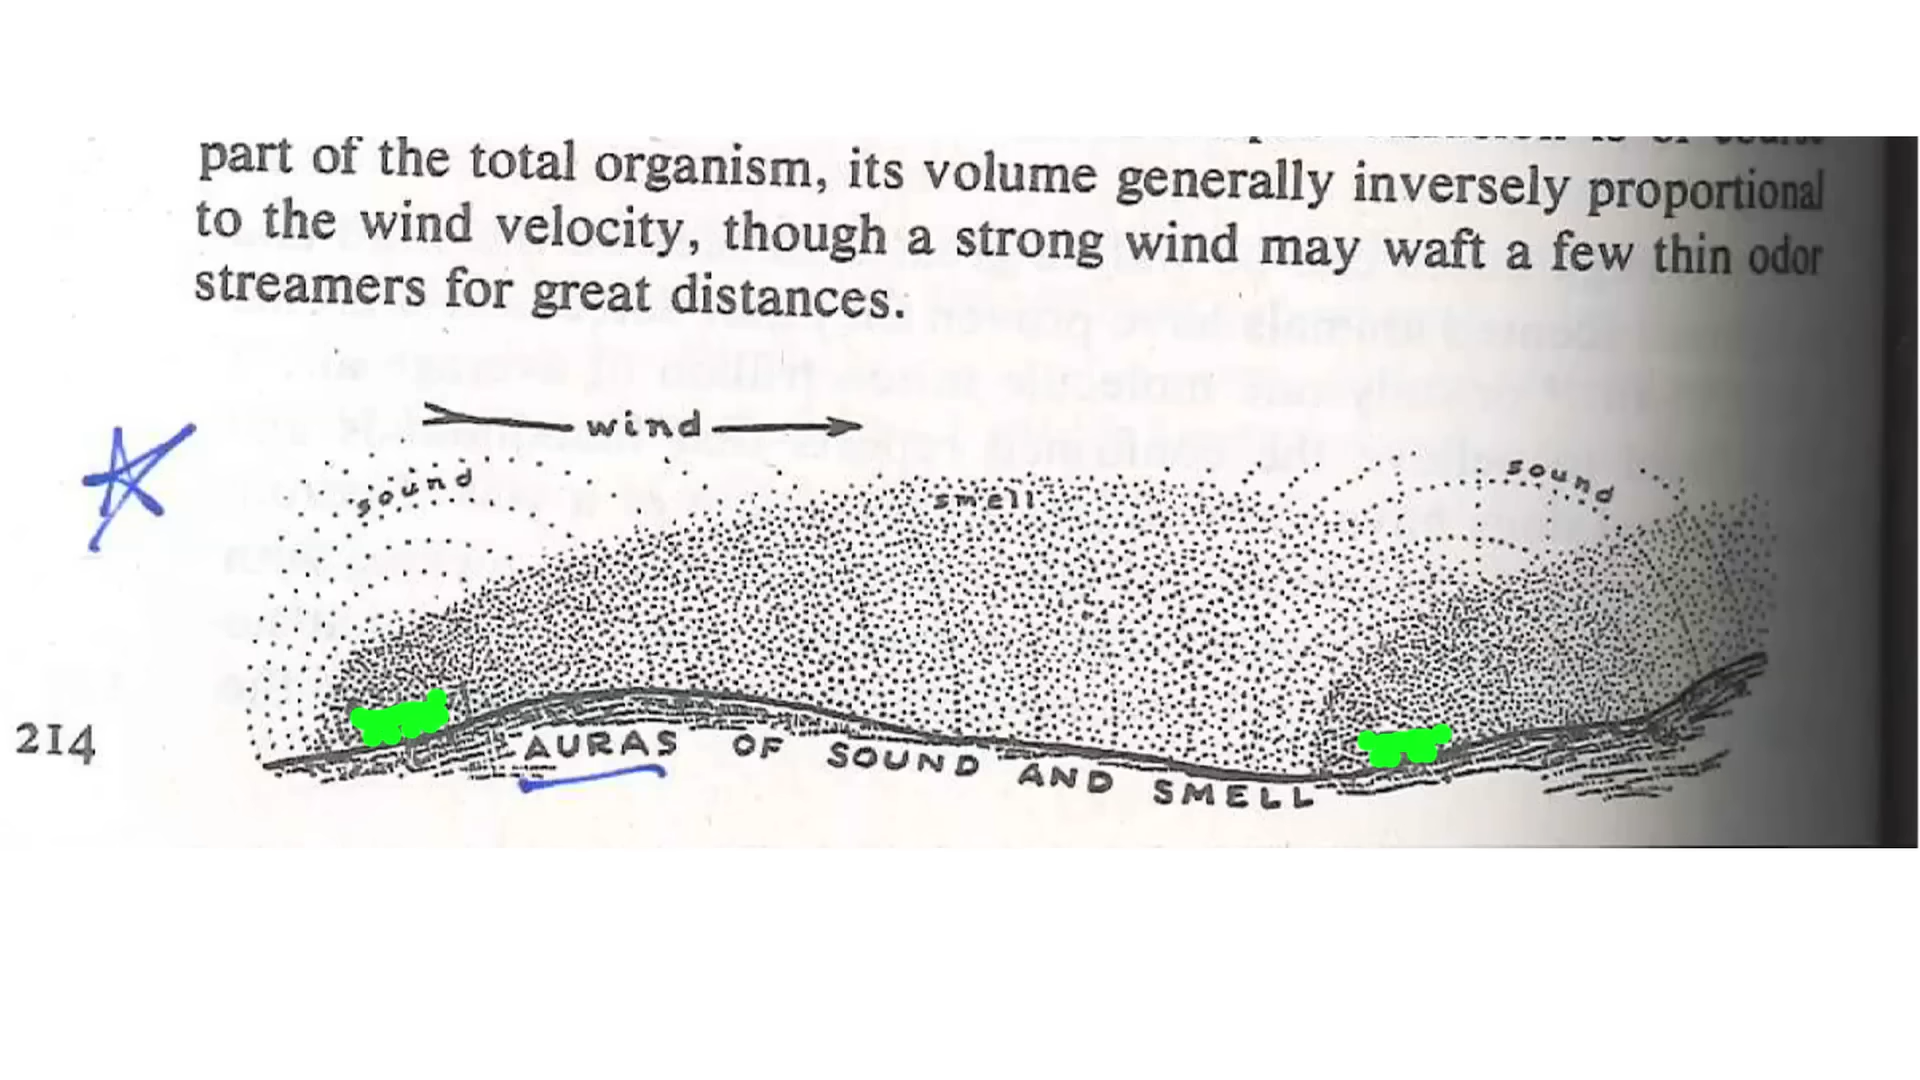 part of the total organism, its volume generally inversely proportional
to the wind velocity, though a strong wind may waft a few thin odor
streamers for great distances.
wind
sound
smell
sound
214
AURAS OF SOUND AND SMELL